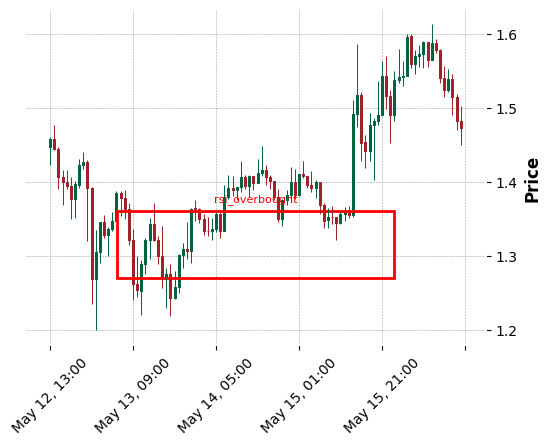 1.6
1.5
rsi_overbought
1.4
1.3
1.2
Price
May 12, 13:00
May 13, 09:00
May 14, 05:00
May 15, 01:00
May 15, 21:00